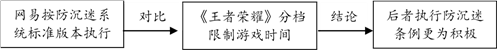 网易按防沉迷系
统标准版本执行
对比
《王者荣耀》分档
限制游戏时间
结论
后者执行防沉迷
条例更为积极